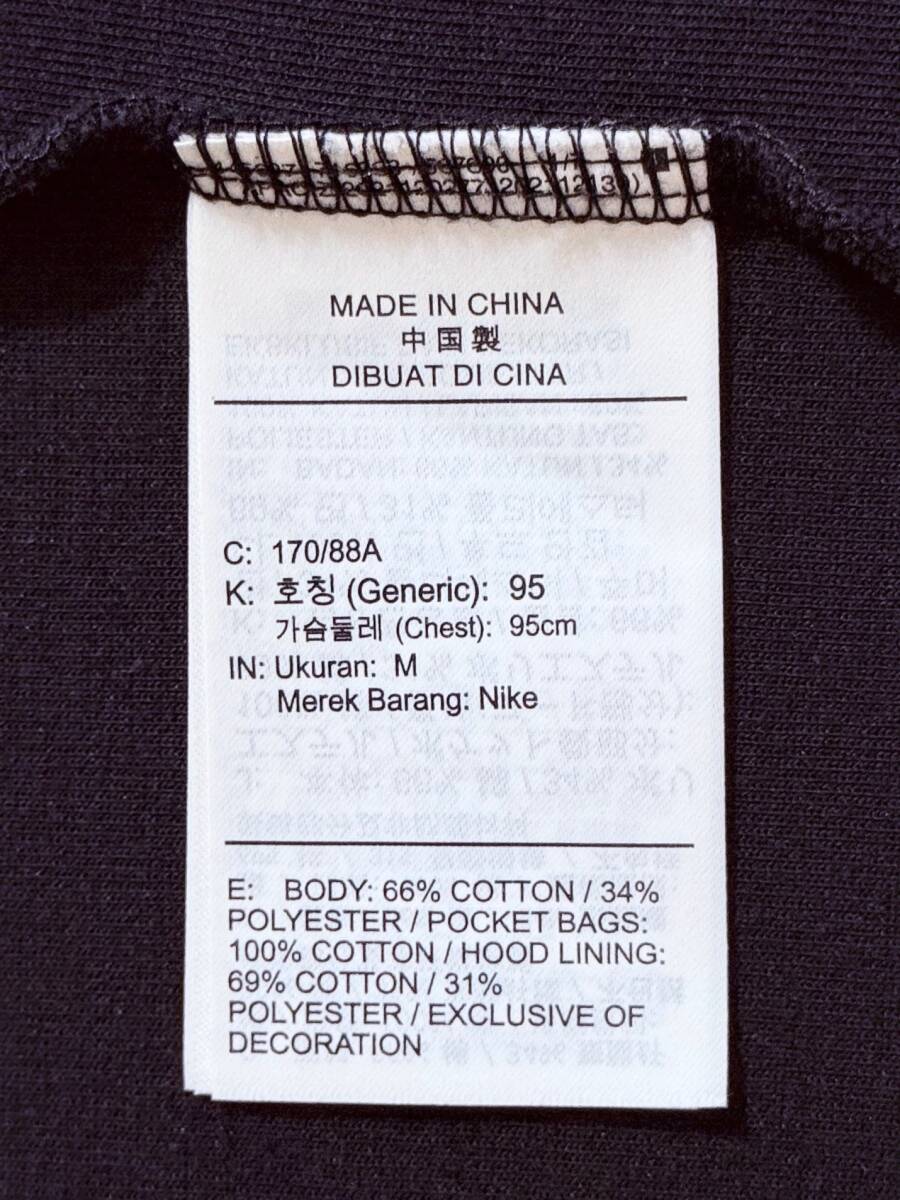 MADE IN CHINA
中国製
DIBUAT DI CINA
C: 170/88A
K: 호칭 (Generic): 95
가슴둘레 (Chest): 95cm
IN: Ukuran: M
Merek Barang: Nike
E: BODY: 66% COTTON / 34%
POLYESTER / POCKET BAGS:
100% COTTON / HOOD LINING:
69% COTTON / 31%
POLYESTER / EXCLUSIVE OF
DECORATION